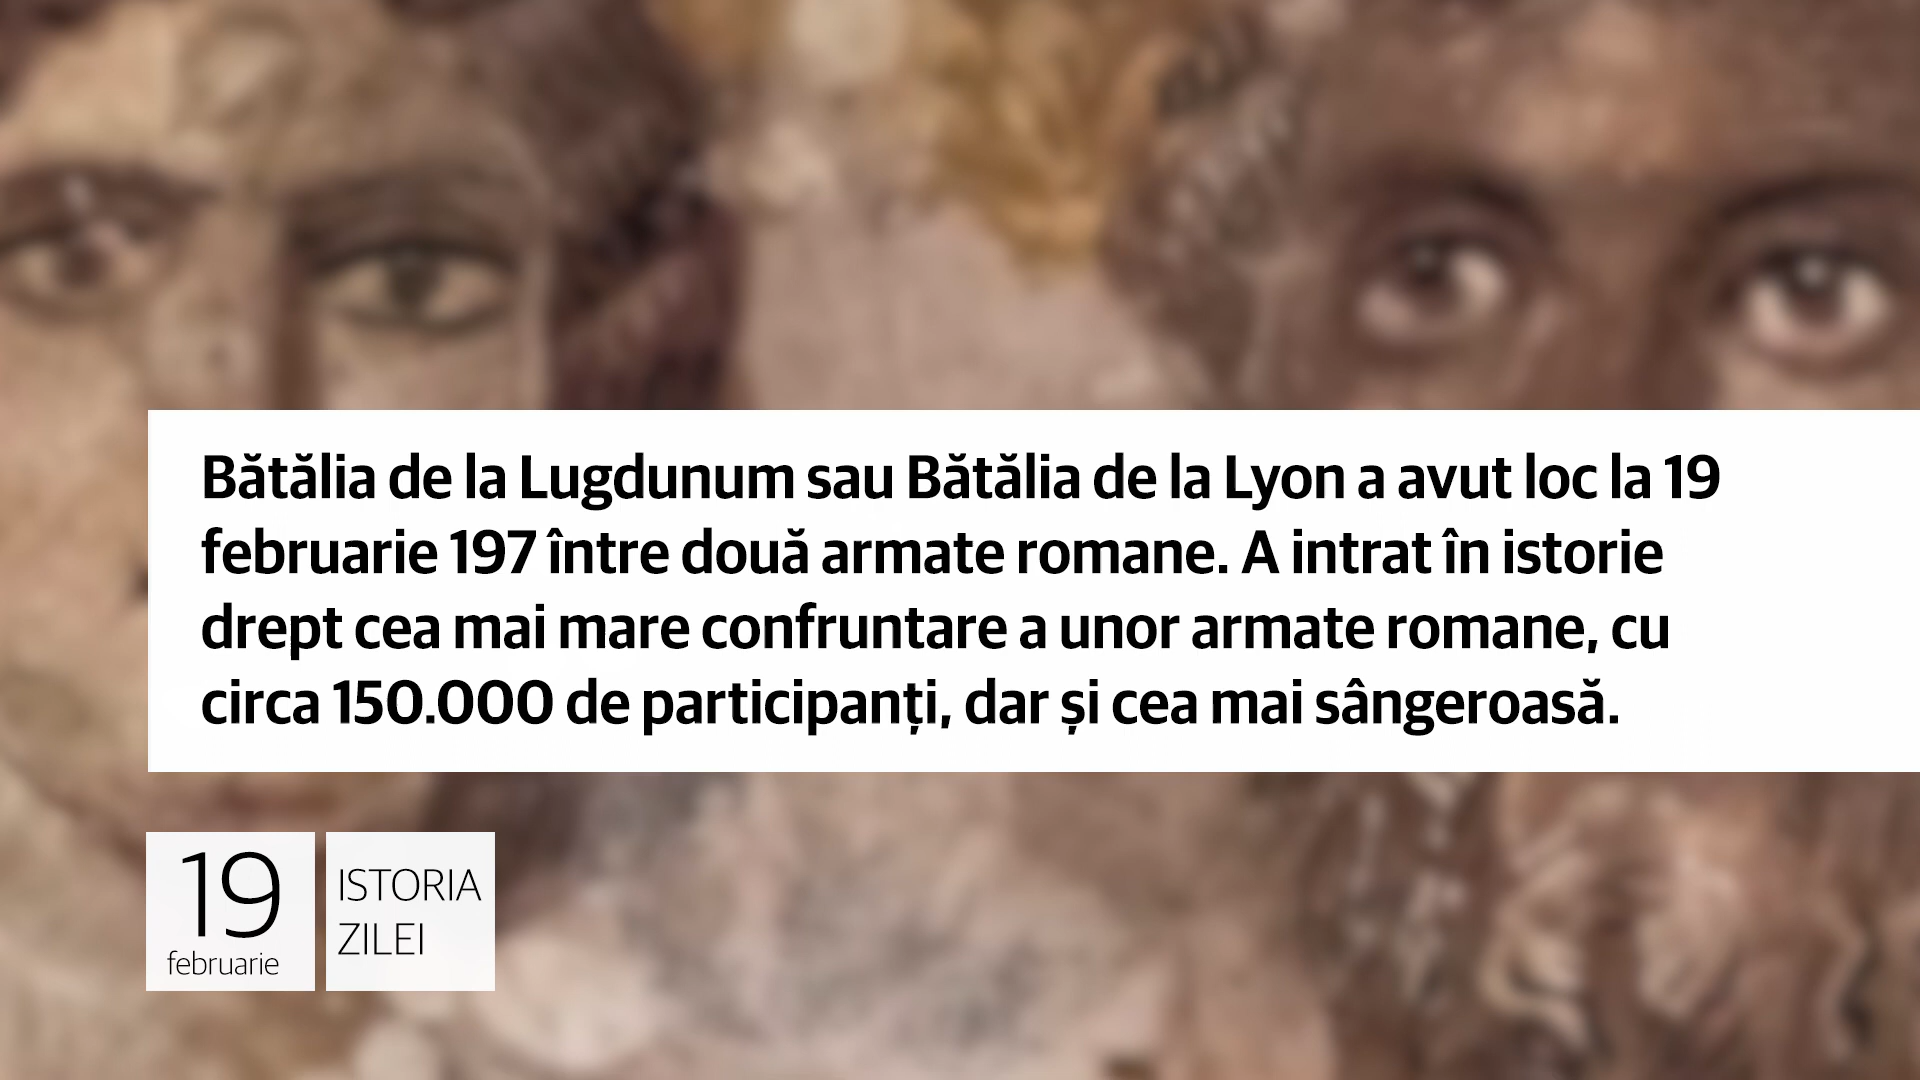 Bătălia de la Lugdunum sau Bătălia de la Lyon a avut loc la 19
februarie 197 între două armate romane. A intrat în istorie
drept cea mai mare confruntare a unor armate romane, cu
circa 150.000 de participanți, dar și cea mai sângeroasă.
19
februarie
ISTORIA
ZILEI